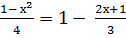 (1-x²)/4 = 1 - (2x+1)/3